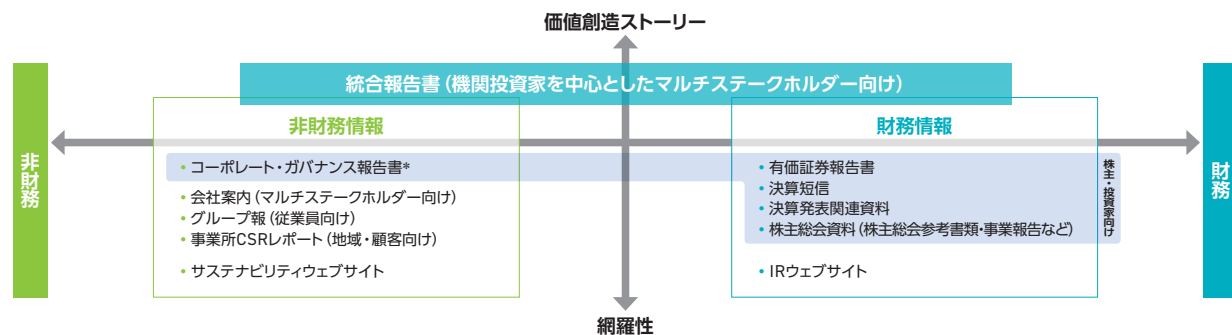 価値創造ストーリー
統合報告書（機関投資家を中心としたマルチステークホルダー向け）
非財務
非財務情報
• コーポレート・ガバナンス報告書*
• 会社案内（マルチステークホルダー向け）
• グループ報（従業員向け）
• 事業所CSRレポート（地域・顧客向け）
• サステナビリティウェブサイト
財務情報
• 有価証券報告書
• 決算短信
• 決算発表関連資料
• 株主総会資料（株主総会参考書類・事業報告など）
• IRウェブサイト
株主・投資家向け
財務
網羅性